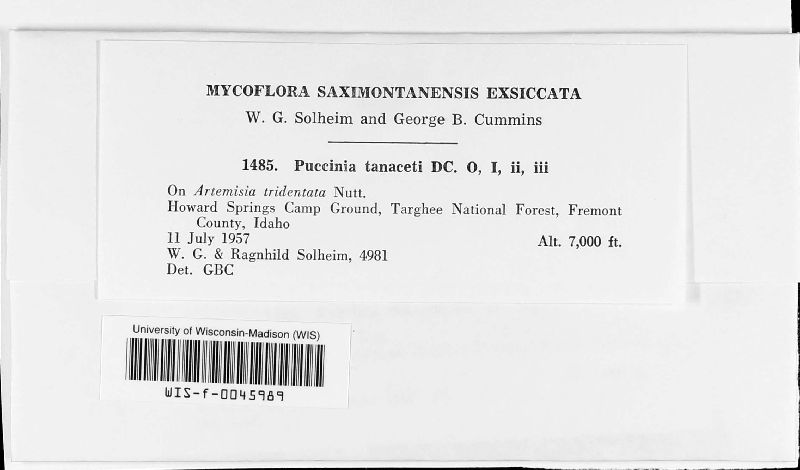 MYCOFLORA SAXIMONTANENSIS EXSICCATA
W. G. Solheim and George B. Cummins
1485. Puccinia tanaceti DC. O, I, ii, iii
On Artemisia tridentata Nutt.
Howard Springs Camp Ground, Targhee National Forest, Fremont
County, Idaho
11 July 1957 Alt. 7,000 ft.
W. G. & Ragnhild Solheim, 4981
Det. GBC
University of Wisconsin-Madison (WIS)
WIS-f-0045989